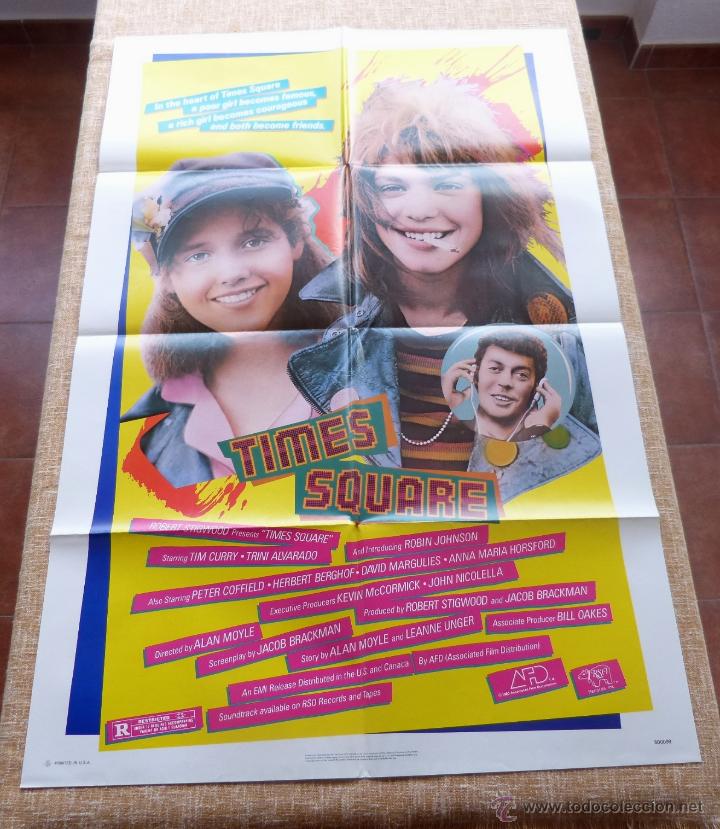 In the heart of Times Square
a poor girl becomes famous,
a rich girl becomes courageous
and both become friends.
TIMES
SQUARE
ROBERT STIGWOOD Presents "TIMES SQUARE"
Starring TIM CURRY • TRINI ALVARADO
And Introducing ROBIN JOHNSON
Also Starring PETER COFFIELD • HERBERT BERGHOF • DAVID MARGULIES • ANNA MARIA HORSFORD
Executive Producers KEVIN McCORMICK • JOHN NICOLELLA
Produced by ROBERT STIGWOOD and JACOB BRACKMAN
Directed by ALAN MOYLE
Screenplay by JACOB BRACKMAN
Story by ALAN MOYLE and LEANNE UNGER
Associate Producer BILL OAKES
An EMI Release Distributed in the U.S. and Canada
By AFD (Associated Film Distribution)
Soundtrack available on RSO Records and Tapes
AFD
R
RESTRICTED
PRINTED IN U.S.A.
800099
www.todocoleccion.net